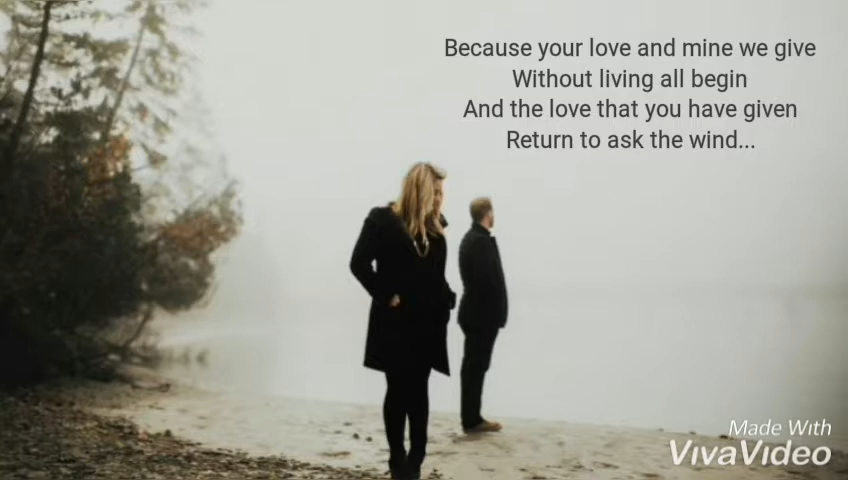 Because your love and mine we give
Without living all begin
And the love that you have given
Return to ask the wind...
Made With
VivaVideo